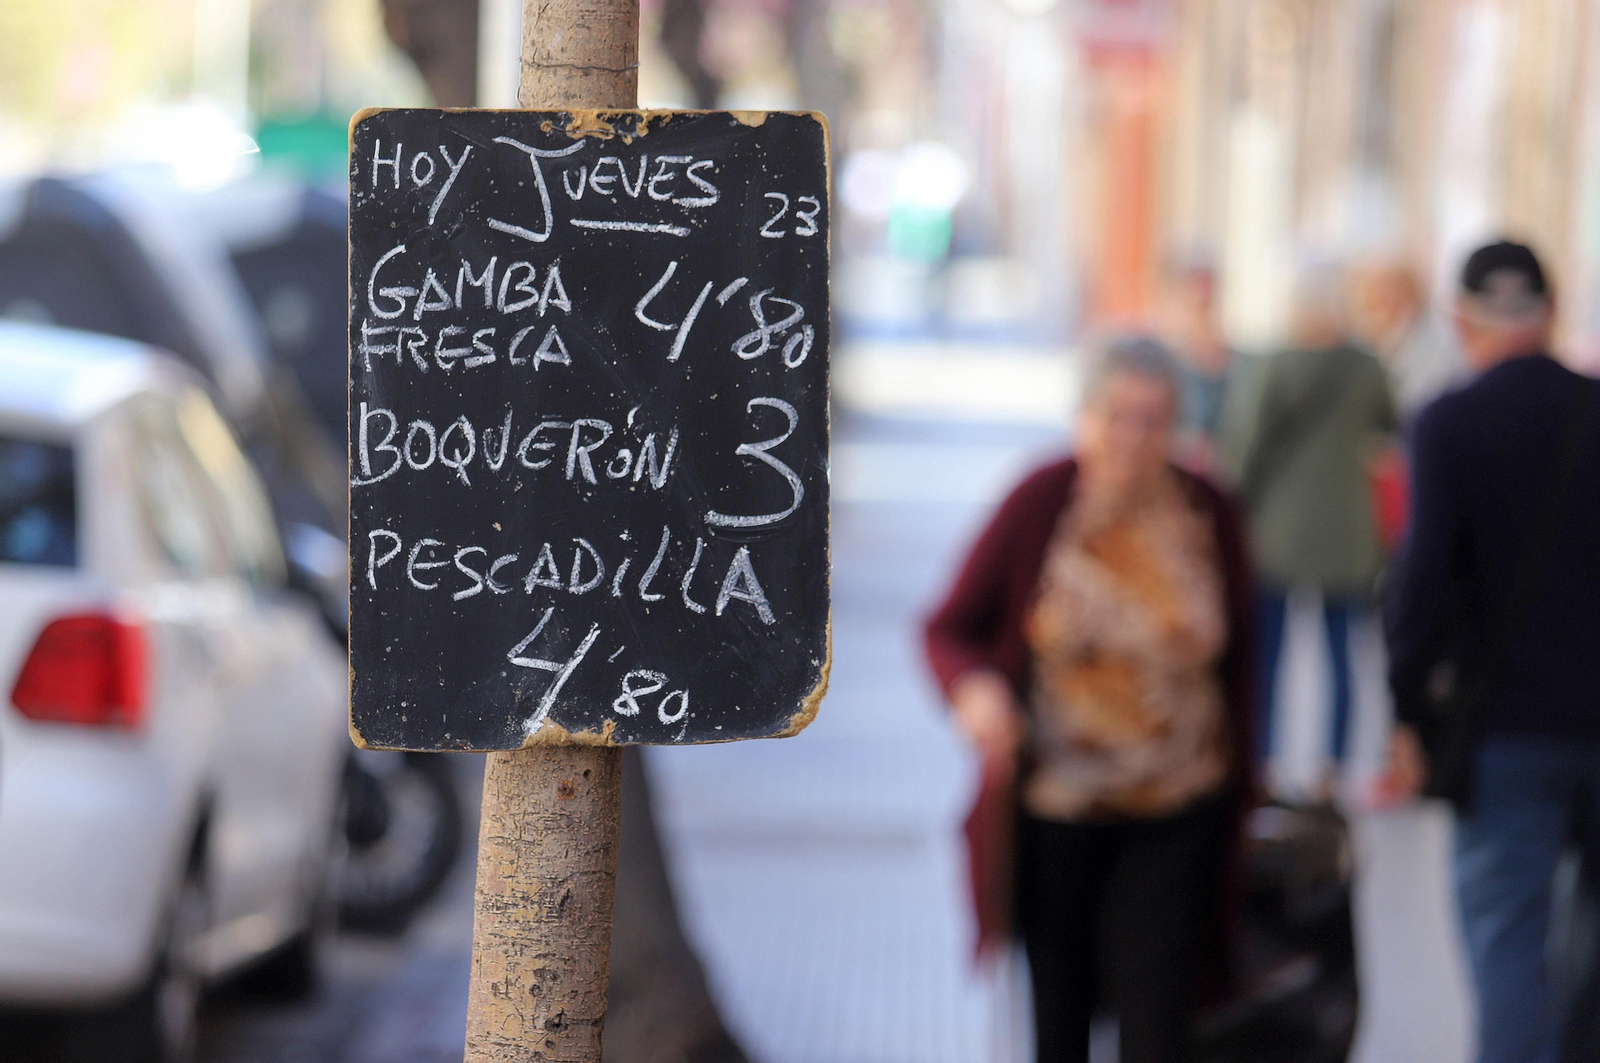 HOY JUEVES 23
GAMBA 4'80
FRESCA
BOQUERÓN 3
PESCADiLLA
4'80